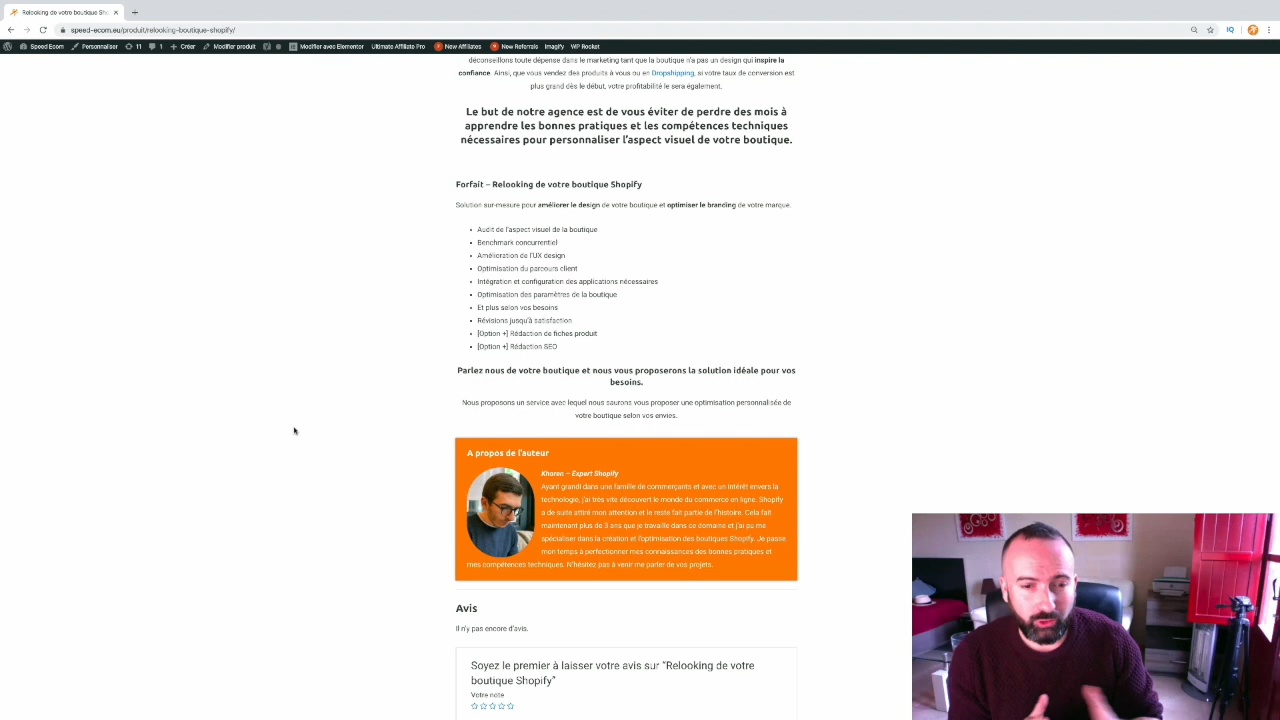 Relooking de votre boutique Sho
speed-ecom.eu/produit/relooking-boutique-shopify/
IQ
Speed Ecom
Personnaliser
11
1
Créer
Modifier produit
Modifier avec Elementor
Ultimate Affiliate Pro
0 New Affiliates
0 New Referrals
Imagify
WP Rocket
déconseillons toute dépense dans le marketing tant que la boutique n'a pas un design qui inspire la
confiance. Ainsi, que vous vendez des produits à vous ou en Dropshipping, si votre taux de conversion est
plus grand dès le début, votre profitabilité le sera également.
Le but de notre agence est de vous éviter de perdre des mois à
apprendre les bonnes pratiques et les compétences techniques
nécessaires pour personnaliser l'aspect visuel de votre boutique.
Forfait – Relooking de votre boutique Shopify
Solution sur-mesure pour améliorer le design de votre boutique et optimiser le branding de votre marque.
• Audit de l'aspect visuel de la boutique
• Benchmark concurrentiel
• Amélioration de l'UX design
• Optimisation du parcours client
• Intégration et configuration des applications nécessaires
• Optimisation des paramètres de la boutique
• Et plus selon vos besoins
• Révisions jusqu'à satisfaction
• [Option +] Rédaction de fiches produit
• [Option +] Rédaction SEO
Parlez nous de votre boutique et nous vous proposerons la solution idéale pour vos
besoins.
Nous proposons un service avec lequel nous saurons vous proposer une optimisation personnalisée de
votre boutique selon vos envies.
A propos de l'auteur
Khoren – Expert Shopify
Ayant grandi dans une famille de commerçants et avec un intérêt envers la
technologie, j'ai très vite découvert le monde du commerce en ligne. Shopify
a de suite attiré mon attention et le reste fait partie de l'histoire. Cela fait
maintenant plus de 3 ans que je travaille dans ce domaine et j'ai pu me
spécialiser dans la création et l'optimisation des boutiques Shopify. Je passe
mon temps à perfectionner mes connaissances des bonnes pratiques et
mes compétences techniques. N'hésitez pas à venir me parler de vos projets.
Avis
Il n'y pas encore d'avis.
Soyez le premier à laisser votre avis sur “Relooking de votre
boutique Shopify”
Votre note